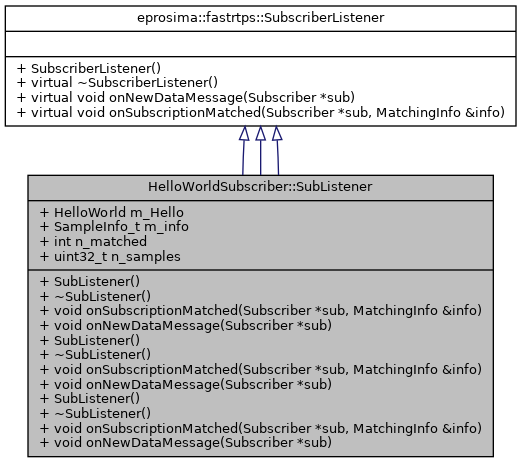 eprosima::fastrtps::SubscriberListener
+ SubscriberListener()
+ virtual ~SubscriberListener()
+ virtual void onNewDataMessage(Subscriber *sub)
+ virtual void onSubscriptionMatched(Subscriber *sub, MatchingInfo &info)
HelloWorldSubscriber::SubListener
+ HelloWorld m_Hello
+ SampleInfo_t m_info
+ int n_matched
+ uint32_t n_samples
+ SubListener()
+ ~SubListener()
+ void onSubscriptionMatched(Subscriber *sub, MatchingInfo &info)
+ void onNewDataMessage(Subscriber *sub)
+ SubListener()
+ ~SubListener()
+ void onSubscriptionMatched(Subscriber *sub, MatchingInfo &info)
+ void onNewDataMessage(Subscriber *sub)
+ SubListener()
+ ~SubListener()
+ void onSubscriptionMatched(Subscriber *sub, MatchingInfo &info)
+ void onNewDataMessage(Subscriber *sub)